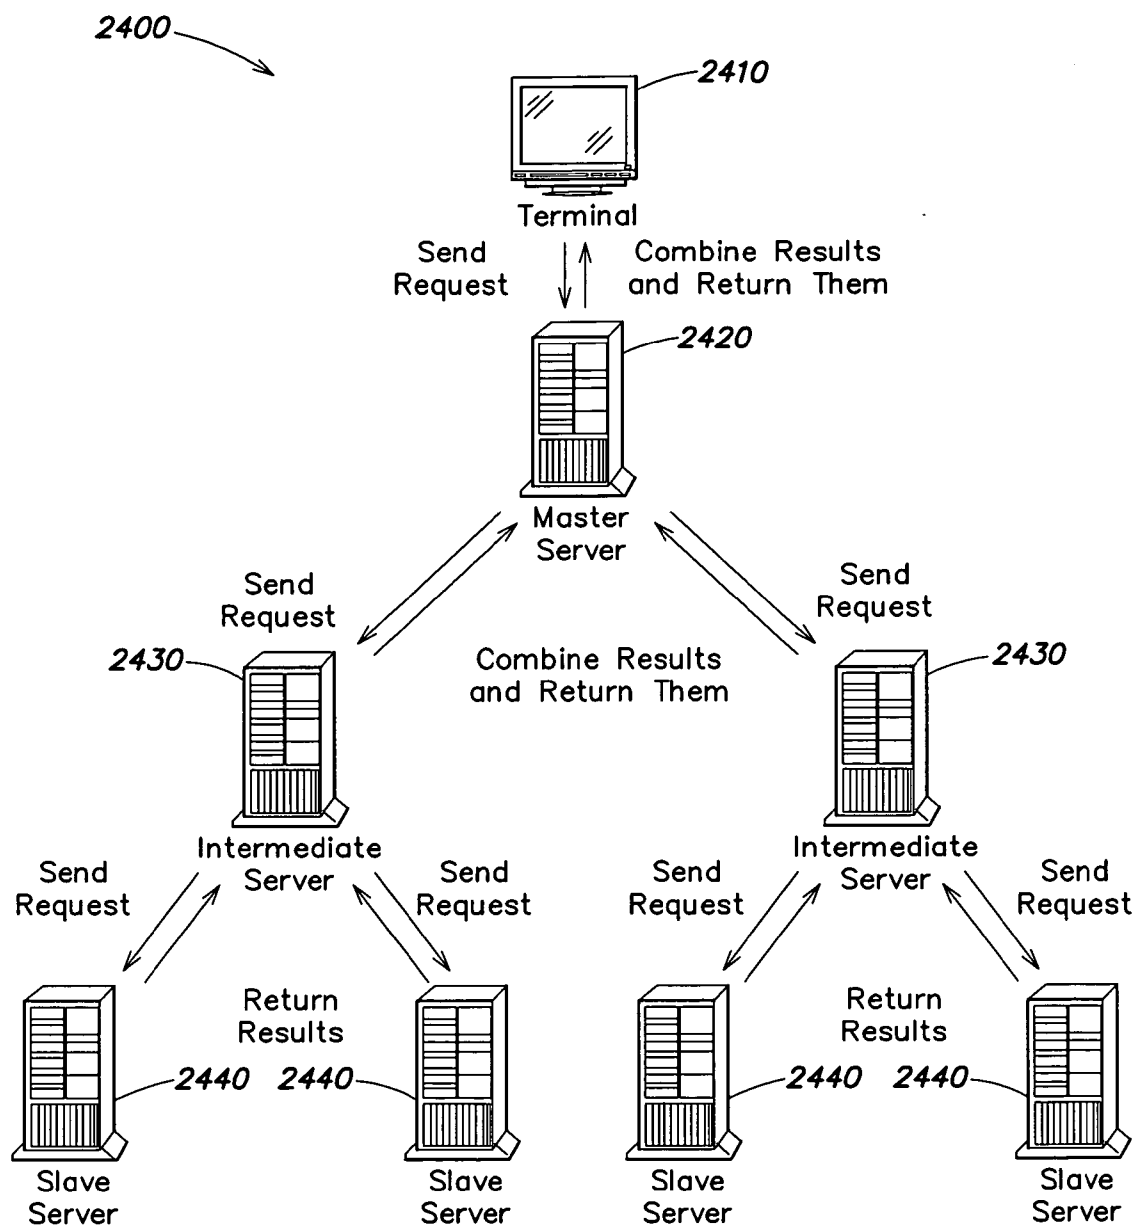 2400
2410
Terminal
Send
Request
Combine Results
and Return Them
2420
Master
Server
Send
Request
Send
Request
2430
Combine Results
and Return Them
2430
Intermediate
Server
Intermediate
Server
Send
Request
Send
Request
Send
Request
Send
Request
Return
Results
Return
Results
2440
2440
2440
2440
Slave
Server
Slave
Server
Slave
Server
Slave
Server